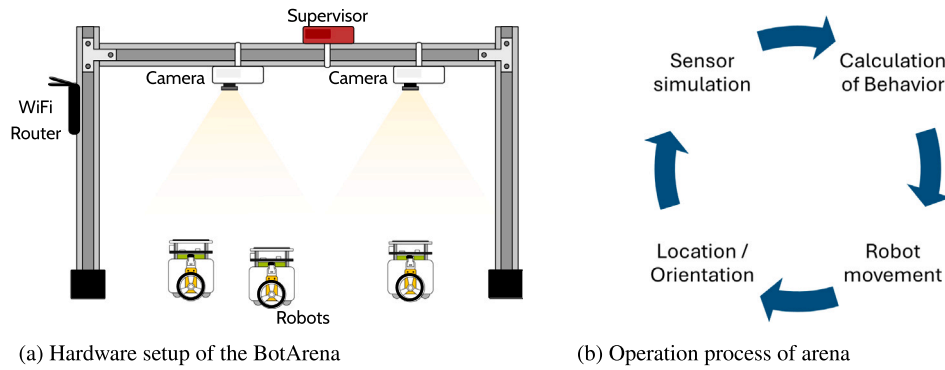 Supervisor
Camera
Camera
WiFi
Router
Robots
(a) Hardware setup of the BotArena
Sensor
simulation
Calculation
of Behavior
Location /
Orientation
Robot
movement
(b) Operation process of arena